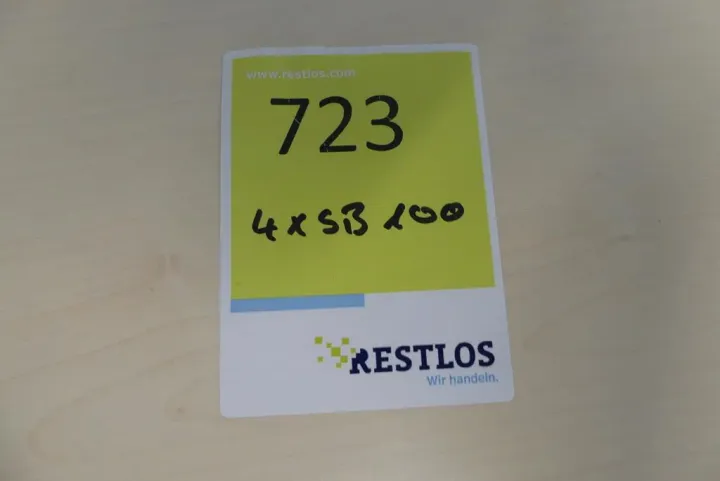 www.restlos.com
723
4 x SB 100
RESTLOS
Wir handeln.